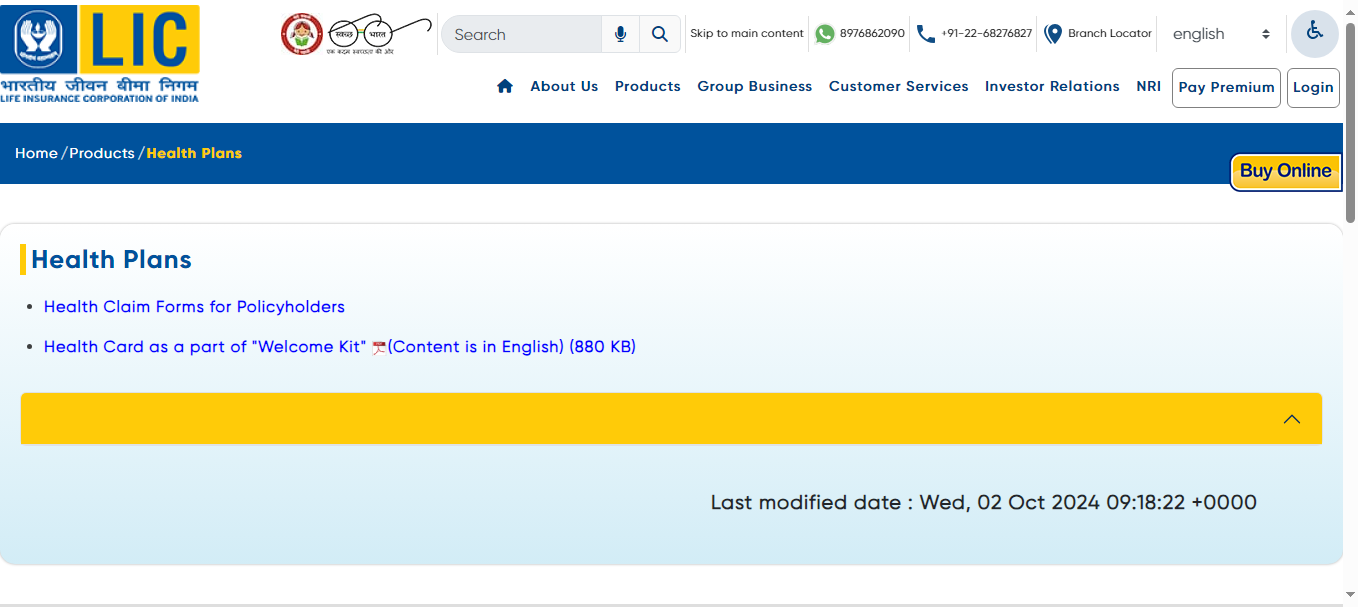 LIC
भारतीय जीवन बीमा निगम
LIFE INSURANCE CORPORATION OF INDIA
स्वच्छ भारत
एक कदम स्वच्छता की ओर
Search
Skip to main content
8976862090
+91-22-68276827
Branch Locator
english
About Us
Products
Group Business
Customer Services
Investor Relations
NRI
Pay Premium
Login
Home / Products / Health Plans
Buy Online
Health Plans
Health Claim Forms for Policyholders
Health Card as a part of "Welcome Kit" (Content is in English) (880 KB)
Last modified date : Wed, 02 Oct 2024 09:18:22 +0000